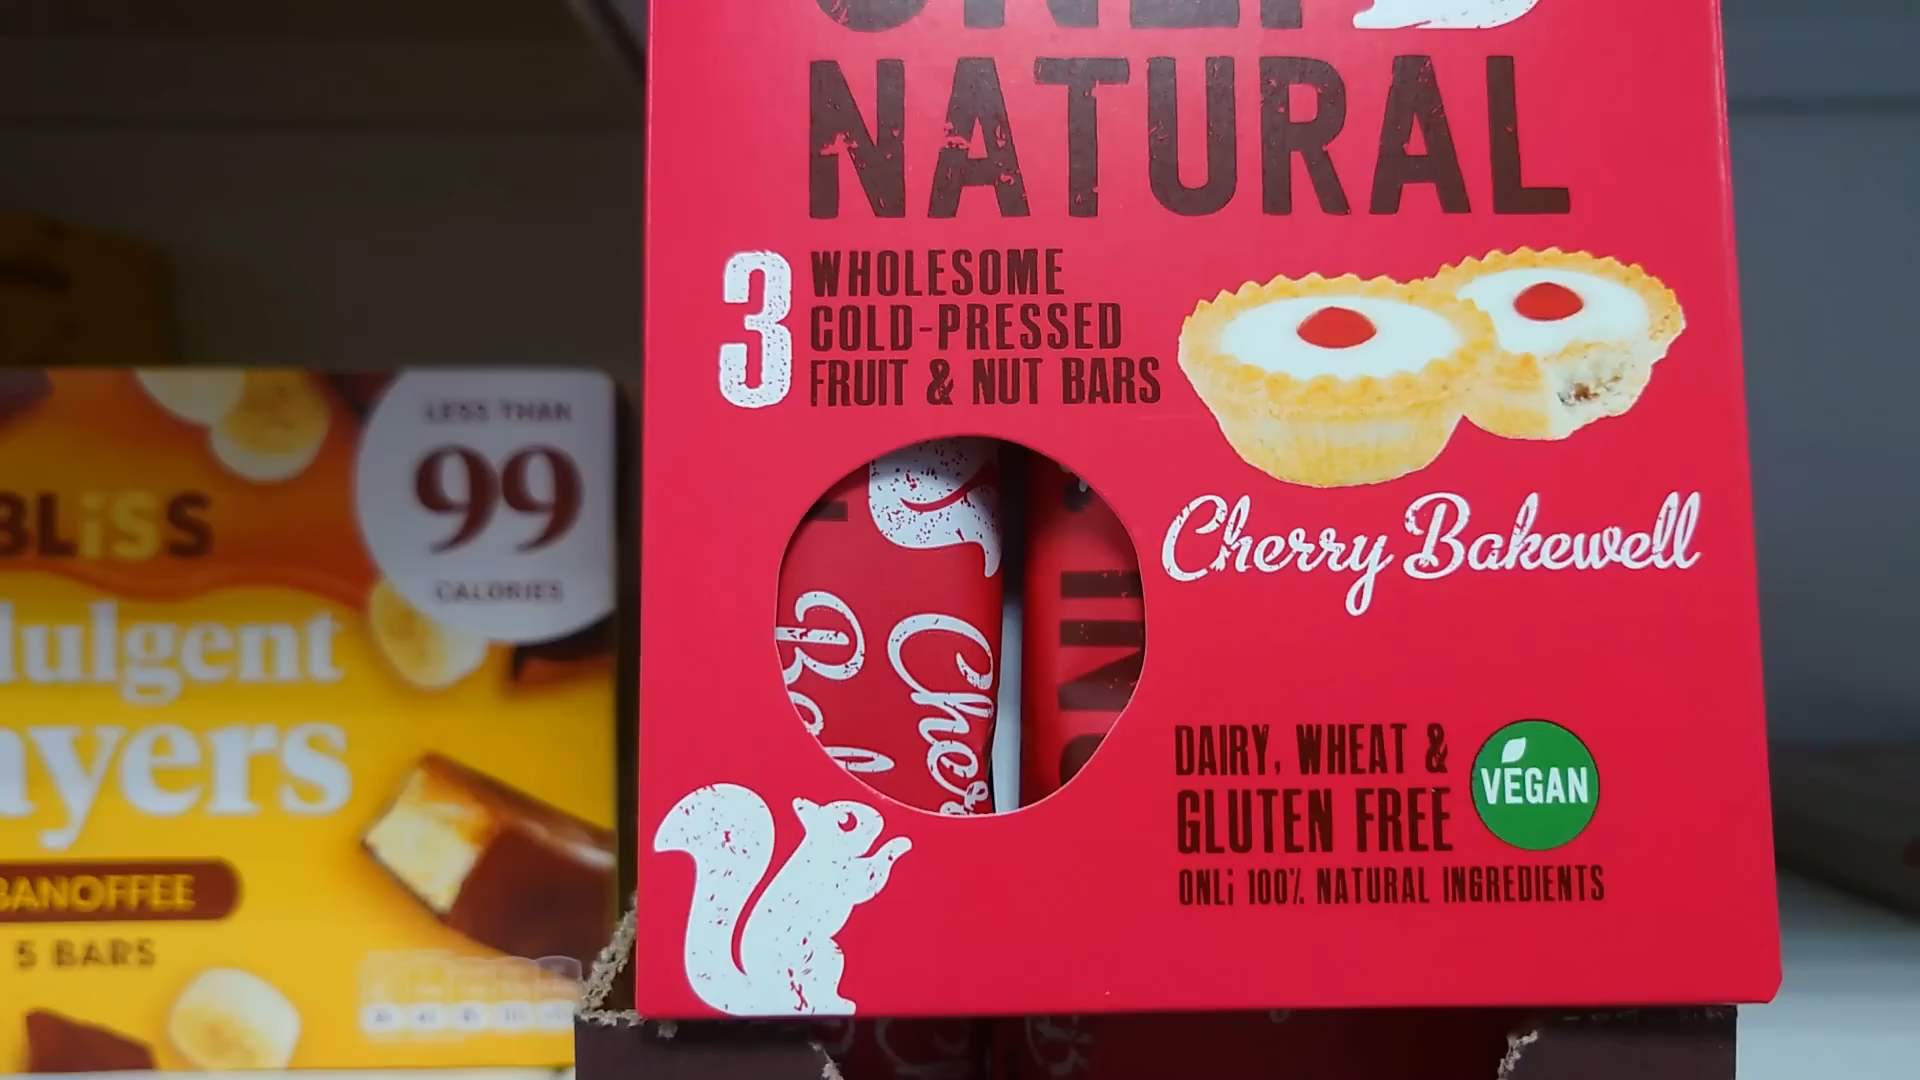 NATURAL
3
WHOLESOME
COLD-PRESSED
FRUIT & NUT BARS
Cherry Bakewell
DAIRY, WHEAT &
GLUTEN FREE
VEGAN
ONLi 100% NATURAL INGREDIENTS
LESS THAN
99
CALORIES
BLiSS
dulgent
ayers
BANOFFEE
5 BARS